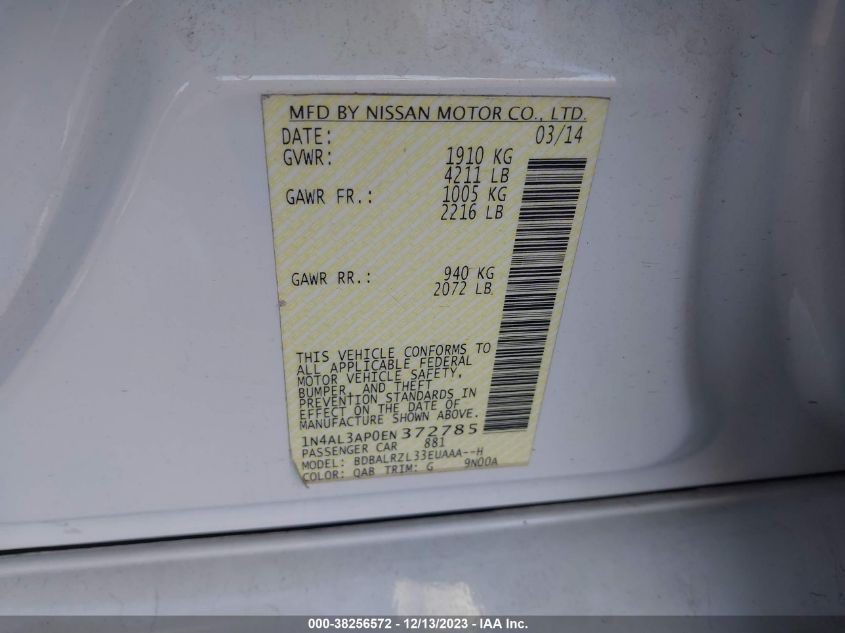 MFD BY NISSAN MOTOR CO., LTD.
DATE: 03/14
GVWR: 1910 KG
4211 LB
GAWR FR.: 1005 KG
2216 LB
GAWR RR.: 940 KG
2072 LB
THIS VEHICLE CONFORMS TO
ALL APPLICABLE FEDERAL
MOTOR VEHICLE SAFETY,
BUMPER, AND THEFT
PREVENTION STANDARDS IN
EFFECT ON THE DATE OF
MANUFACTURE SHOWN ABOVE.
1N4AL3AP0EN372785
PASSENGER CAR 881
MODEL: BDBALRZL33EUAAA--H
COLOR: QAB TRIM: G 9N00A
000-38256572 - 12/13/2023 - IAA Inc.